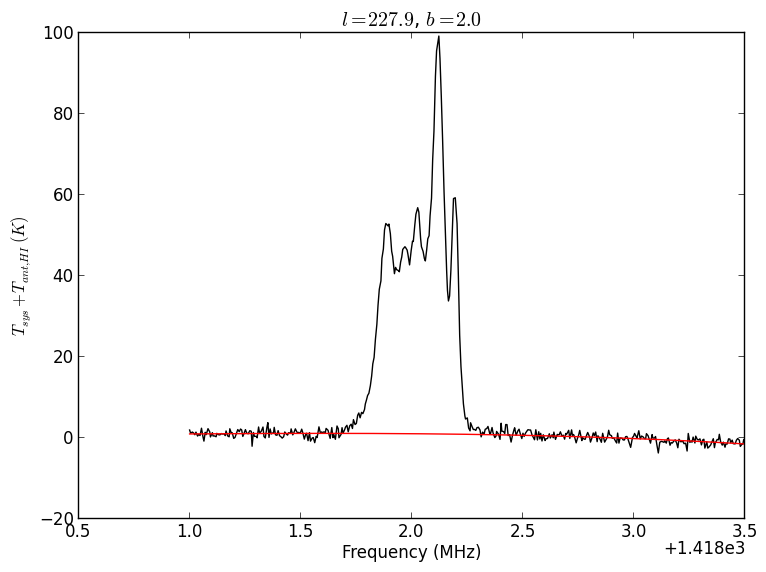 l = 227.9, b = 2.0
100
80
60
40
20
0
−20
T_sys + T_ant,HI (K)
0.5 1.0 1.5 2.0 2.5 3.0 3.5
+1.418e3
Frequency (MHz)